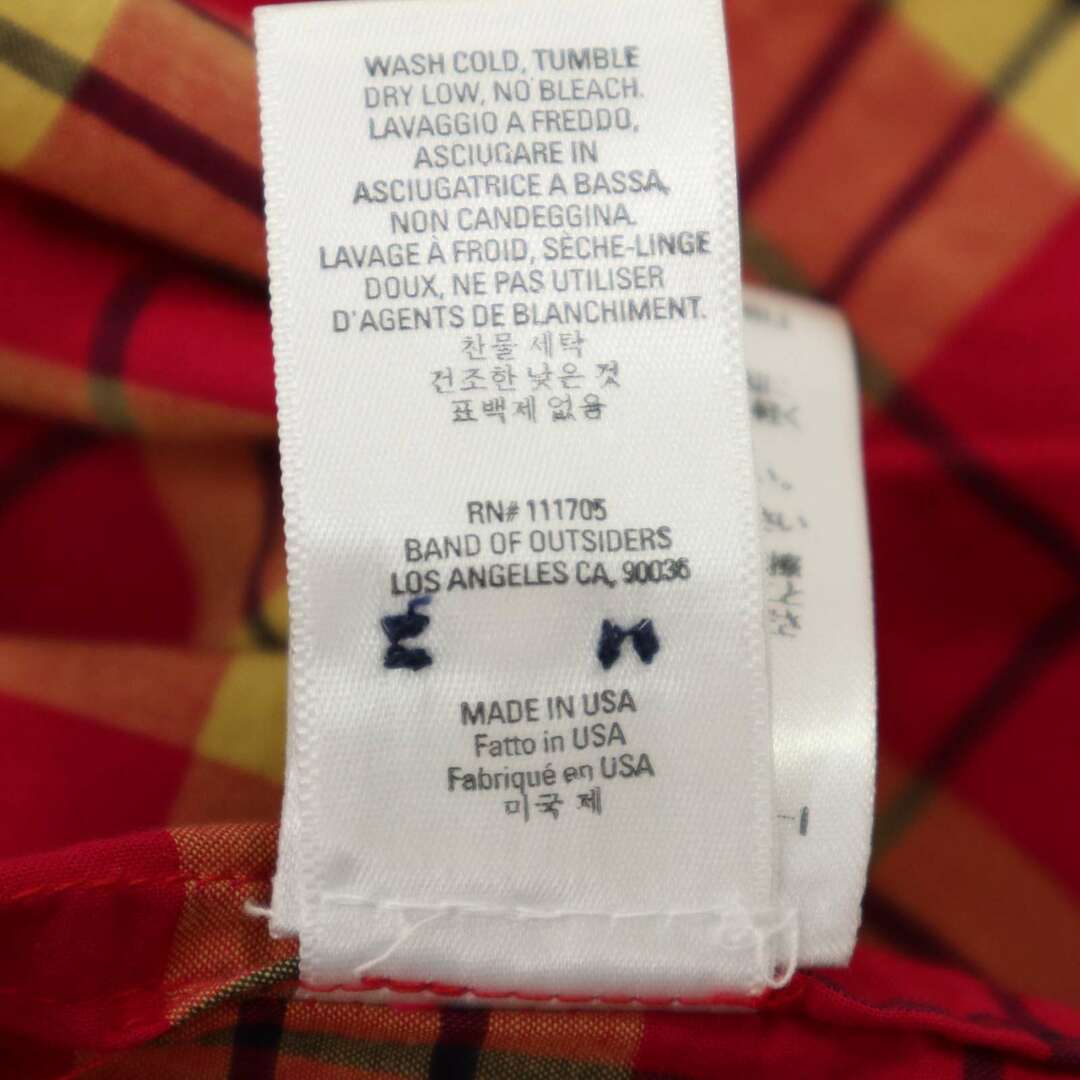 WASH COLD, TUMBLE
DRY LOW, NO BLEACH.
LAVAGGIO A FREDDO,
ASCIUGARE IN
ASCIUGATRICE A BASSA,
NON CANDEGGINA.
LAVAGE À FROID, SÈCHE-LINGE
DOUX, NE PAS UTILISER
D'AGENTS DE BLANCHIMENT.
찬물 세탁
건조한 낮은 것
표백제 없음
RN# 111705
BAND OF OUTSIDERS
LOS ANGELES CA, 90036
MADE IN USA
Fatto in USA
Fabriqué en USA
미국 제